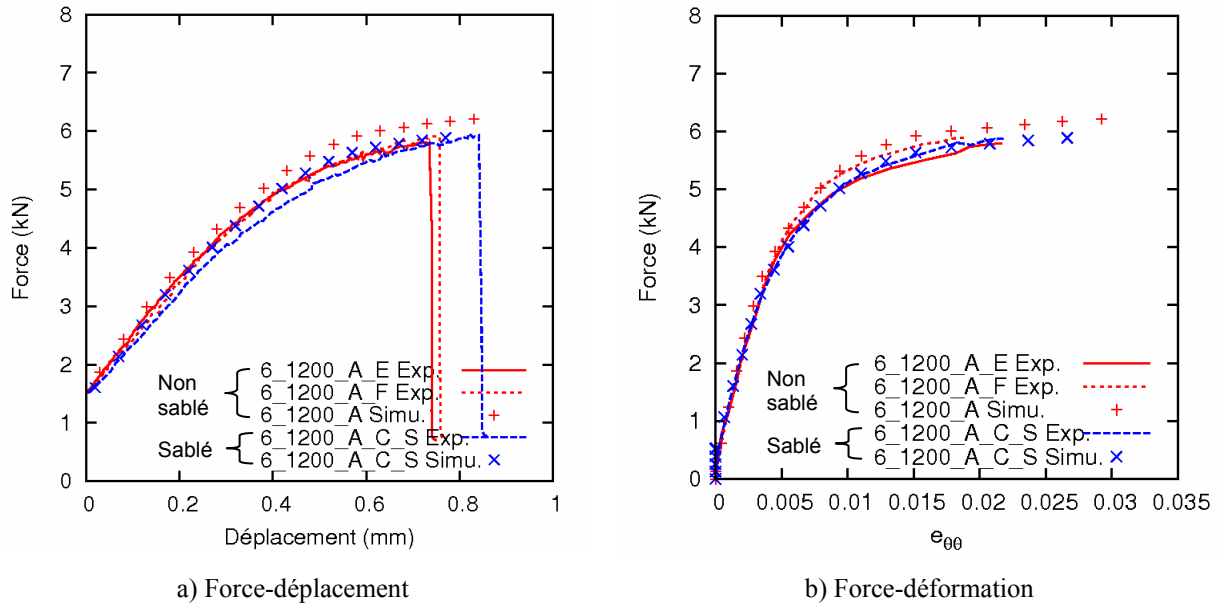 8
7
6
5
4
3
2
1
0
Force (kN)
Non sablé
6_1200_A_E Exp.
6_1200_A_F Exp.
6_1200_A Simu.
Sablé
6_1200_A_C_S Exp.
6_1200_A_C_S Simu.
0 0.2 0.4 0.6 0.8 1
Déplacement (mm)
a) Force-déplacement
8
7
6
5
4
3
2
1
0
Force (kN)
Non sablé
6_1200_A_E Exp.
6_1200_A_F Exp.
6_1200_A Simu.
Sablé
6_1200_A_C_S Exp.
6_1200_A_C_S Simu.
0 0.005 0.01 0.015 0.02 0.025 0.03 0.035
eθθ
b) Force-déformation